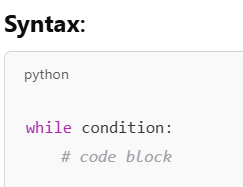 Syntax:
python
while condition:
    # code block